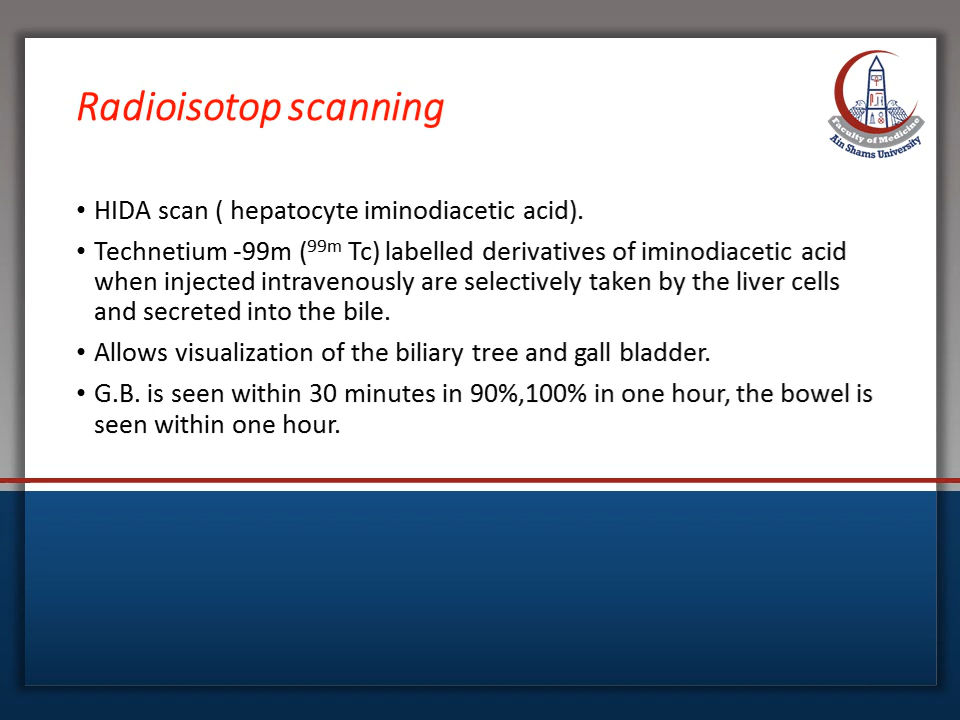 Radioisotop scanning
Faculty of Medicine
Ain Shams University
• HIDA scan ( hepatocyte iminodiacetic acid).
• Technetium -99m (99m Tc) labelled derivatives of iminodiacetic acid
when injected intravenously are selectively taken by the liver cells
and secreted into the bile.
• Allows visualization of the biliary tree and gall bladder.
• G.B. is seen within 30 minutes in 90%,100% in one hour, the bowel is
seen within one hour.